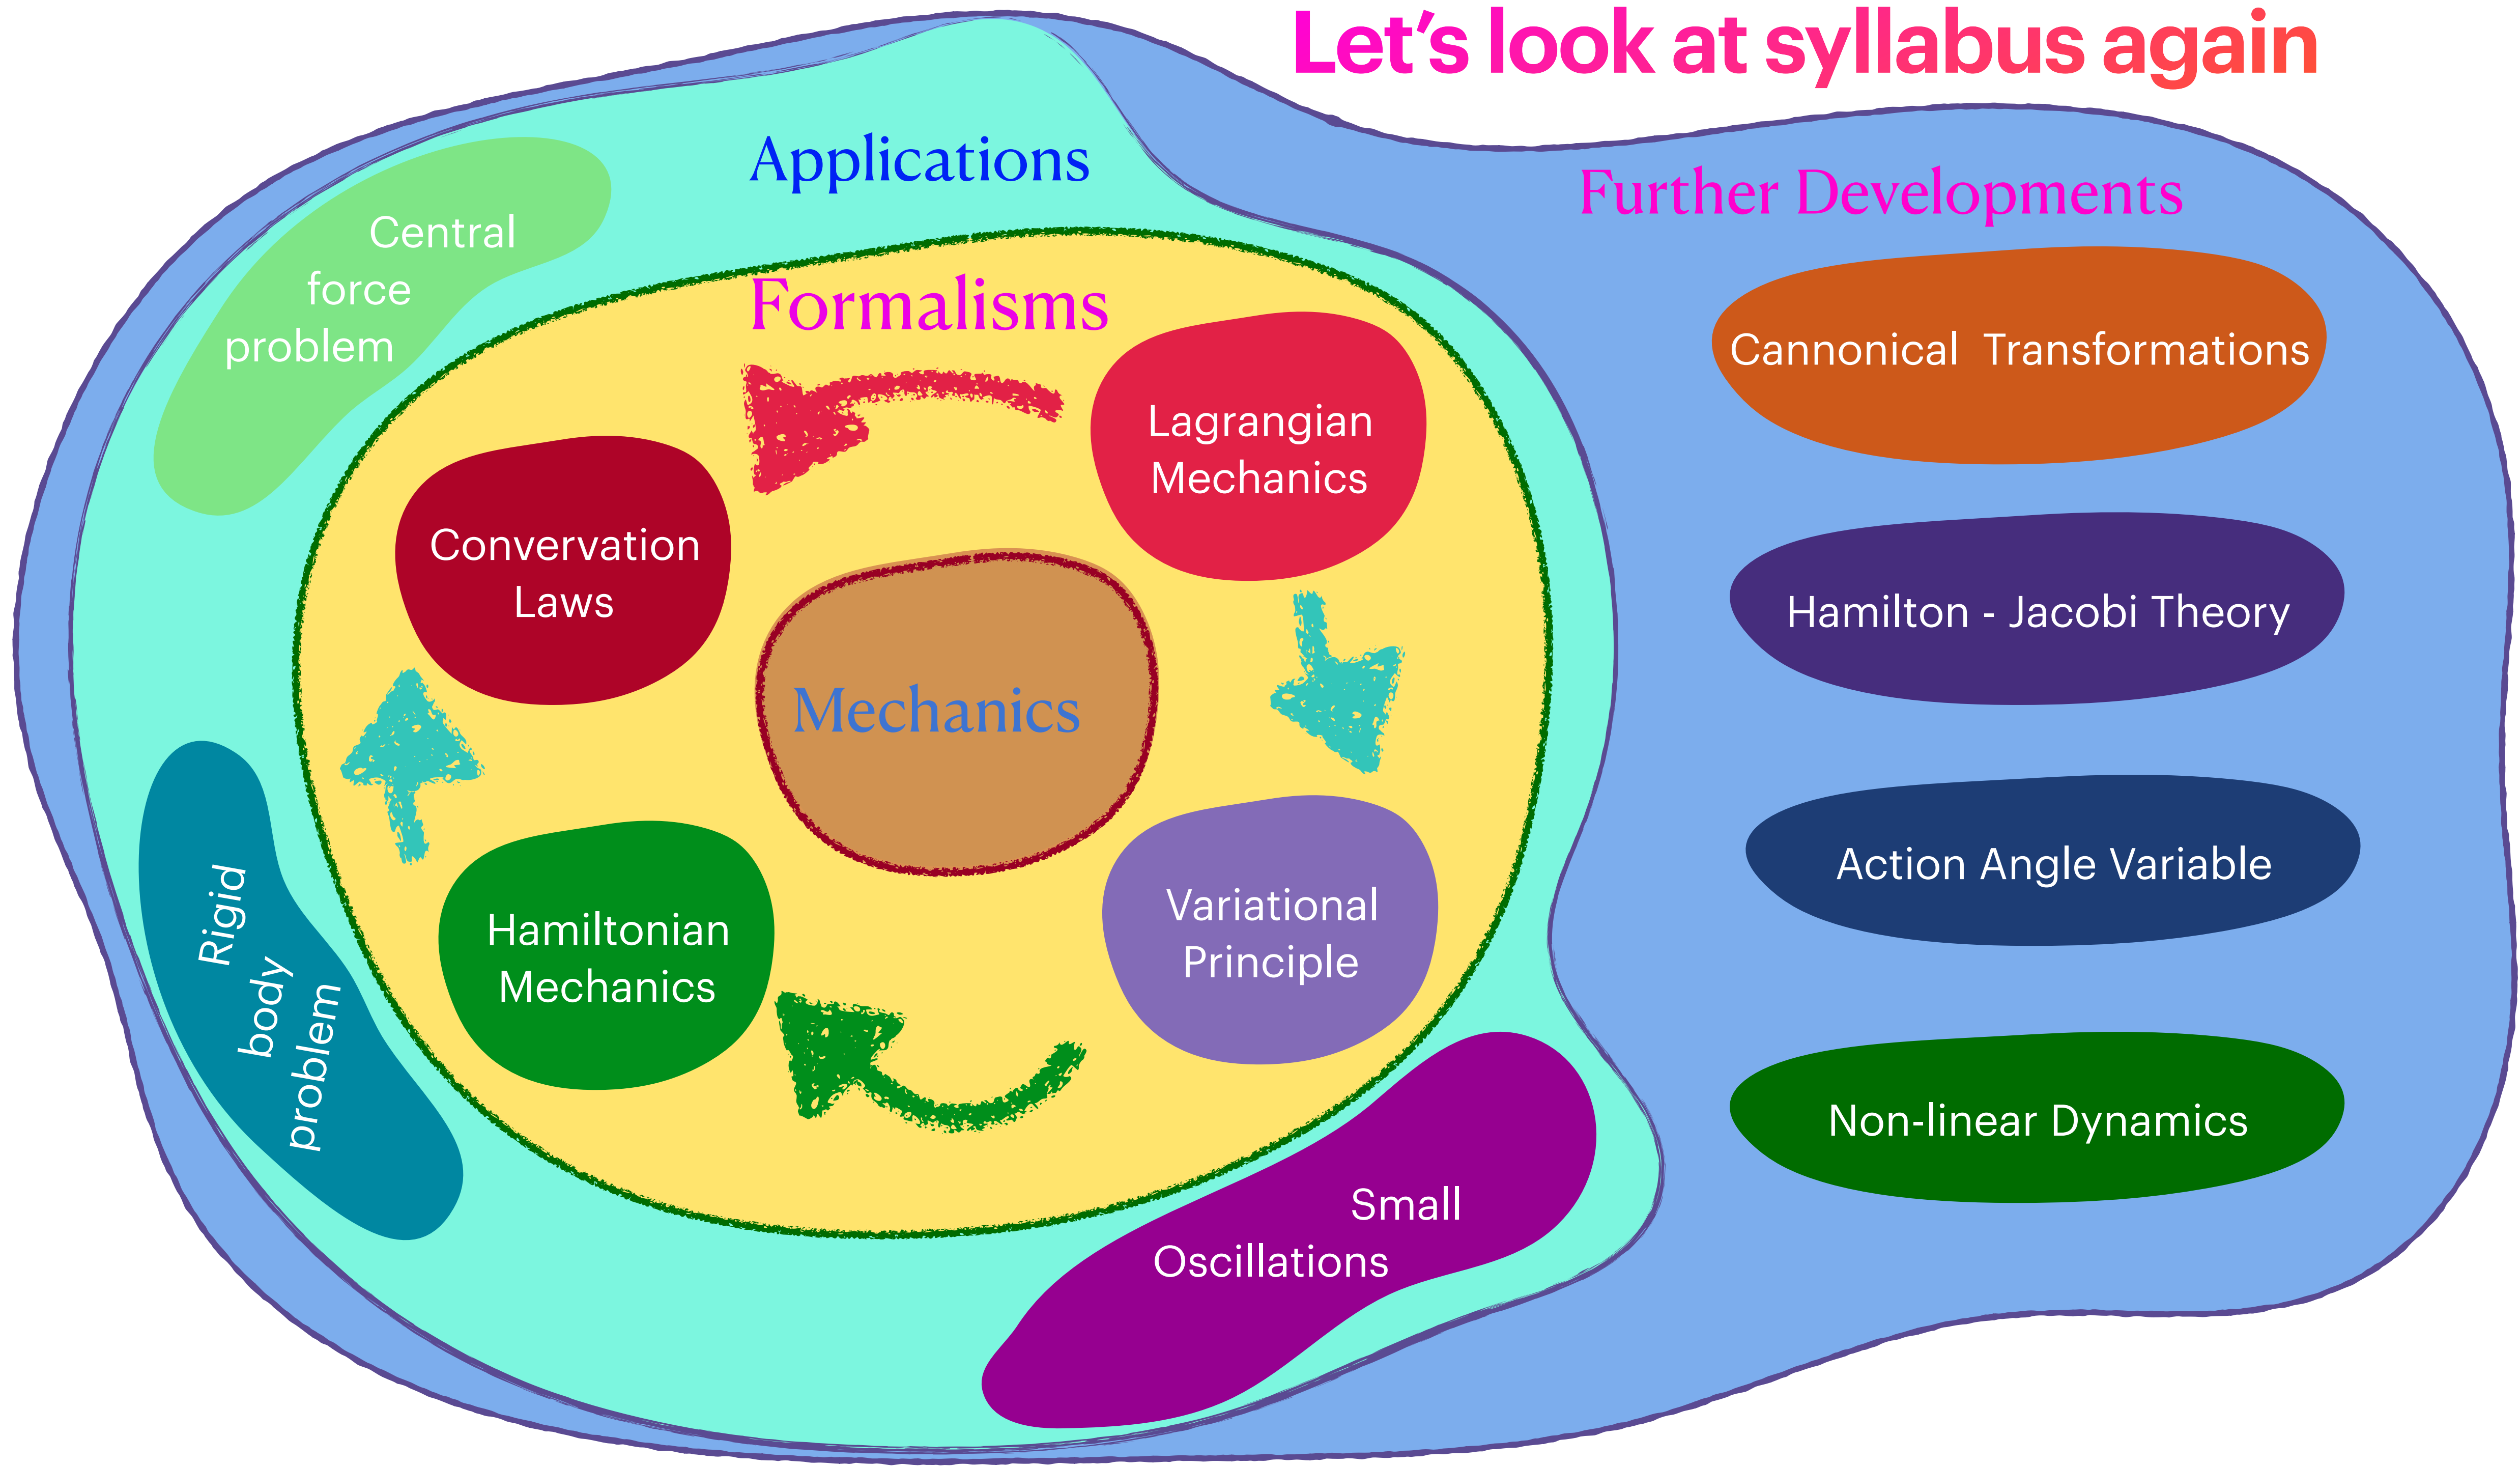 Let's look at syllabus again
Applications
Further Developments
Central
force
problem
Formalisms
Cannonical Transformations
Lagrangian
Mechanics
Convervation
Laws
Hamilton - Jacobi Theory
Mechanics
Action Angle Variable
Rigid
body
problem
Hamiltonian
Mechanics
Variational
Principle
Non-linear Dynamics
Small
Oscillations